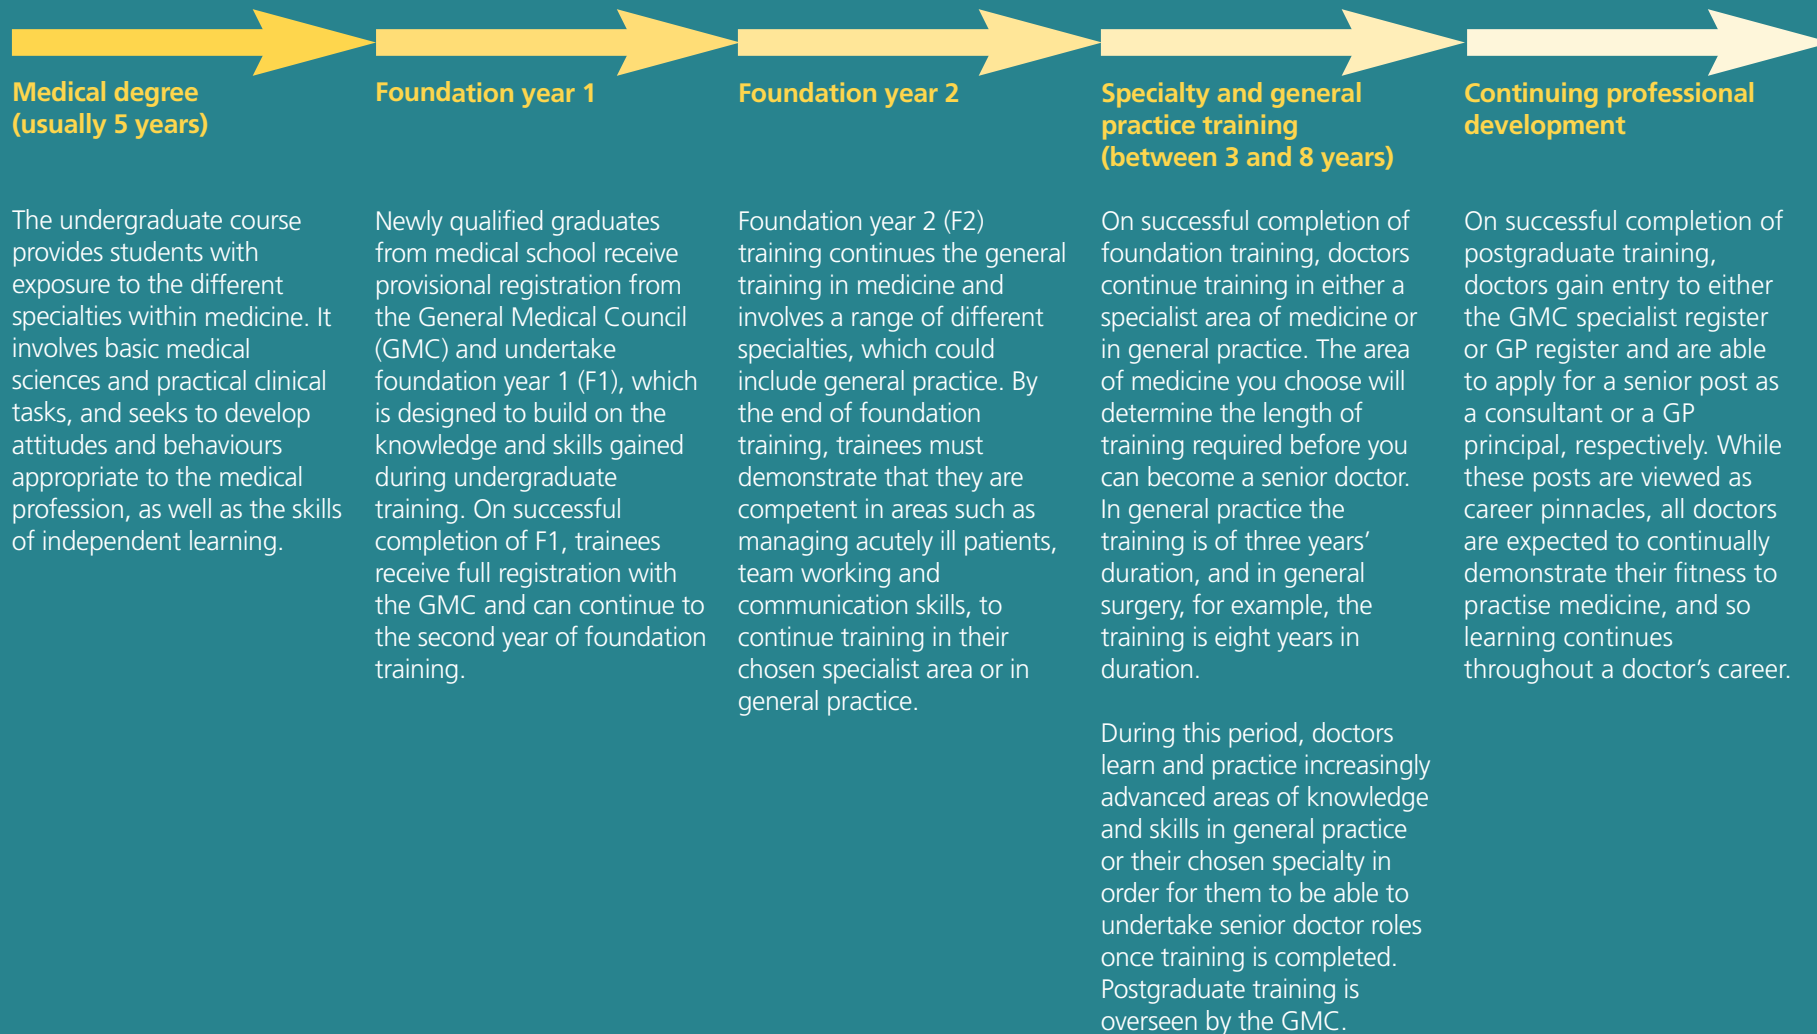 Medical degree
(usually 5 years)
The undergraduate course
provides students with
exposure to the different
specialties within medicine. It
involves basic medical
sciences and practical clinical
tasks, and seeks to develop
attitudes and behaviours
appropriate to the medical
profession, as well as the skills
of independent learning.
Foundation year 1
Newly qualified graduates
from medical school receive
provisional registration from
the General Medical Council
(GMC) and undertake
foundation year 1 (F1), which
is designed to build on the
knowledge and skills gained
during undergraduate
training. On successful
completion of F1, trainees
receive full registration with
the GMC and can continue to
the second year of foundation
training.
Foundation year 2
Foundation year 2 (F2)
training continues the general
training in medicine and
involves a range of different
specialties, which could
include general practice. By
the end of foundation
training, trainees must
demonstrate that they are
competent in areas such as
managing acutely ill patients,
team working and
communication skills, to
continue training in their
chosen specialist area or in
general practice.
Specialty and general
practice training
(between 3 and 8 years)
On successful completion of
foundation training, doctors
continue training in either a
specialist area of medicine or
in general practice. The area
of medicine you choose will
determine the length of
training required before you
can become a senior doctor.
In general practice the
training is of three years’
duration, and in general
surgery, for example, the
training is eight years in
duration.
During this period, doctors
learn and practice increasingly
advanced areas of knowledge
and skills in general practice
or their chosen specialty in
order for them to be able to
undertake senior doctor roles
once training is completed.
Postgraduate training is
overseen by the GMC.
Continuing professional
development
On successful completion of
postgraduate training,
doctors gain entry to either
the GMC specialist register
or GP register and are able
to apply for a senior post as
a consultant or a GP
principal, respectively. While
these posts are viewed as
career pinnacles, all doctors
are expected to continually
demonstrate their fitness to
practise medicine, and so
learning continues
throughout a doctor’s career.